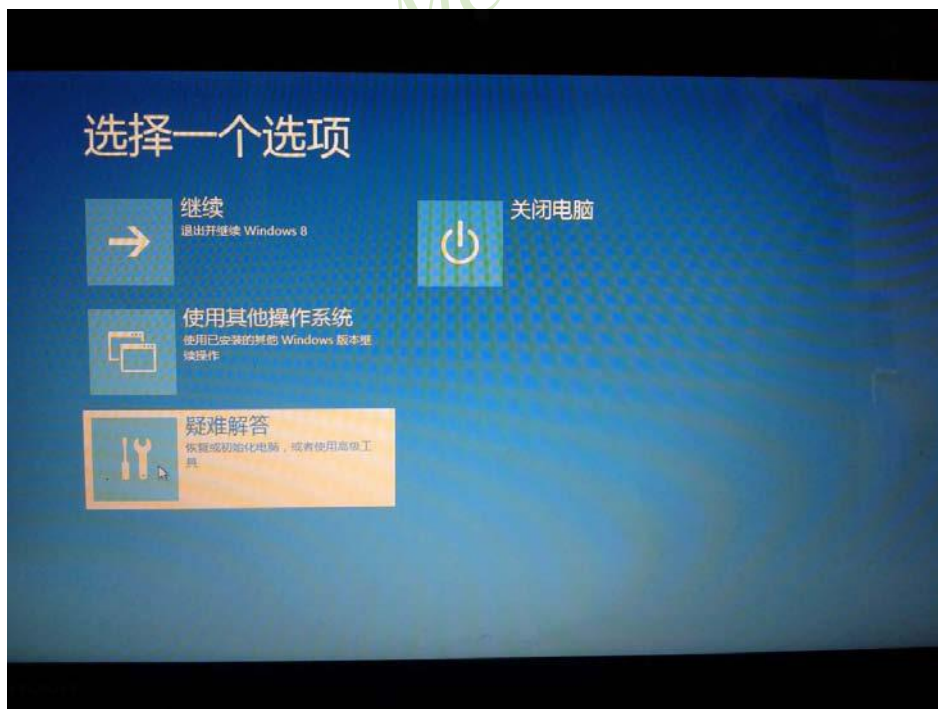 选择一个选项
继续
退出并继续 Windows 8
关闭电脑
使用其他操作系统
使用已安装的其他 Windows 版本继
续操作
疑难解答
恢复或初始化电脑，或者使用高级工
具